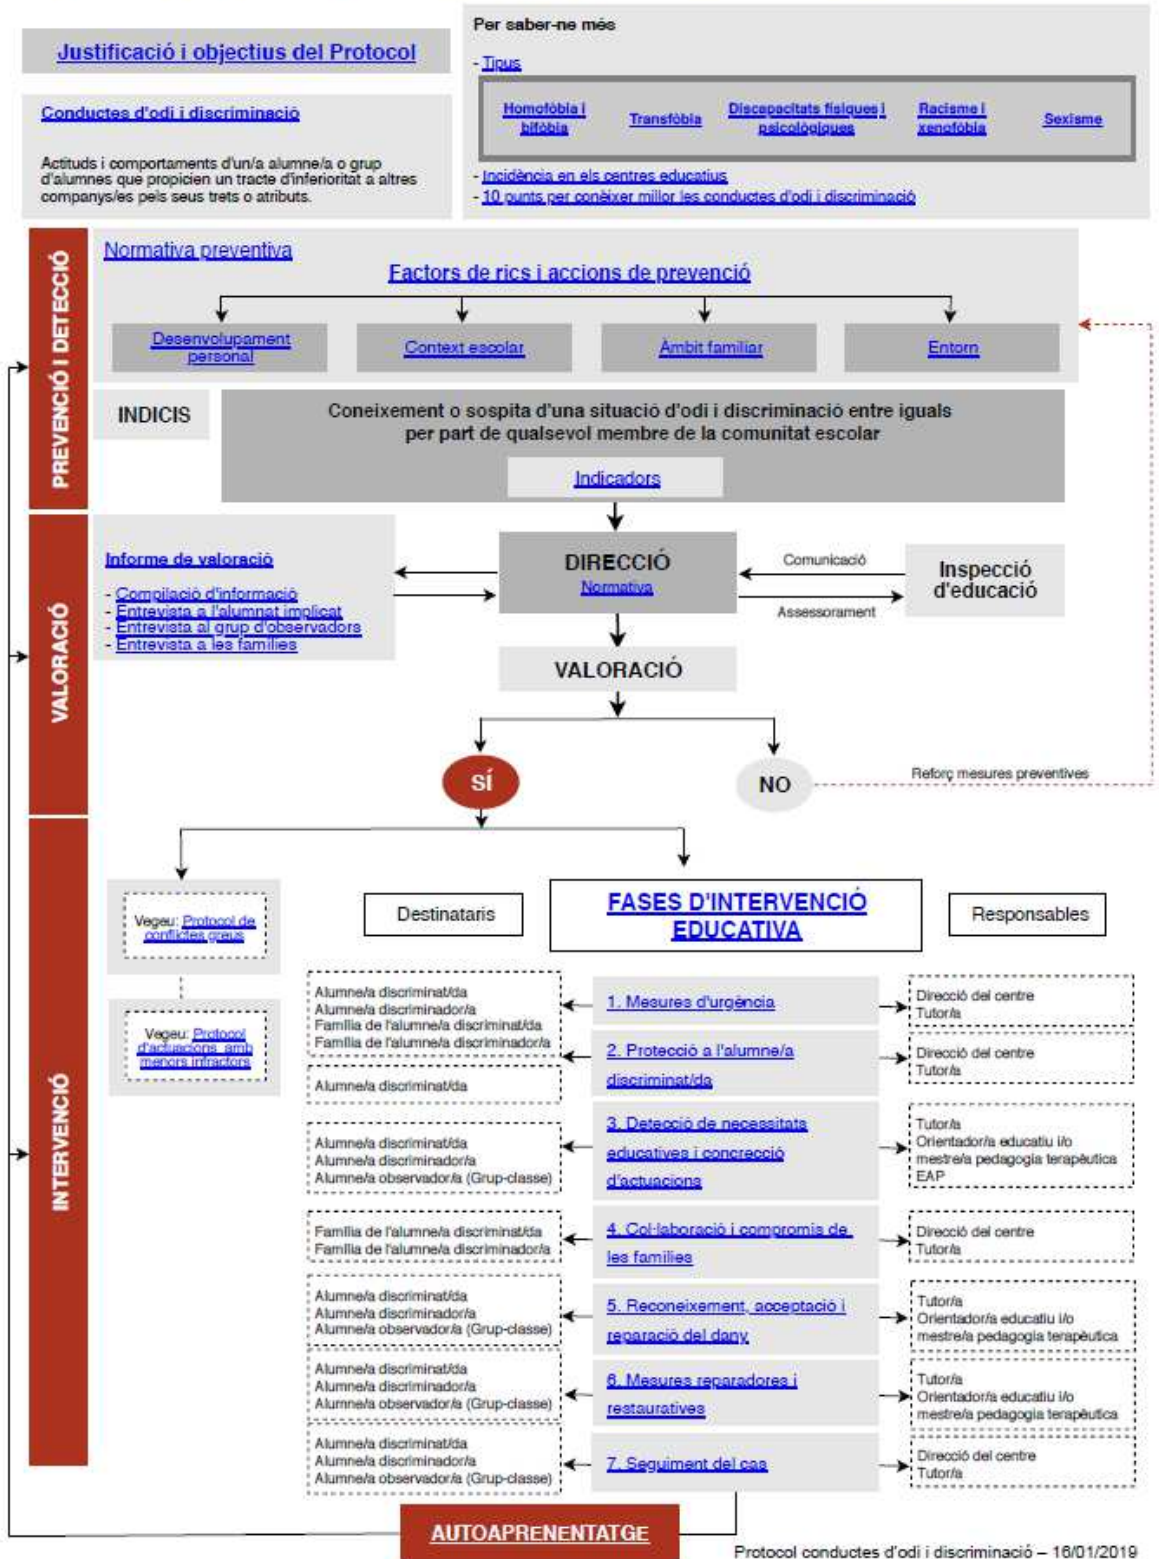 Justificació i objectius del Protocol
Conductes d'odi i discriminació
Actituds i comportaments d'un/a alumne/a o grup
d'alumnes que propicien un tracte d'inferioritat a altres
companys/es pels seus trets o atributs.
Per saber-ne més
- Tipus
Homofòbia i
bifòbia
Transfòbia
Discapacitats físiques i
psicològiques
Racisme i
xenofòbia
Sexisme
- Incidència en els centres educatius
- 10 punts per conèixer millor les conductes d'odi i discriminació
PREVENCIÓ I DETECCIÓ
Normativa preventiva
Factors de rics i accions de prevenció
Desenvolupament
personal
Context escolar
Àmbit familiar
Entorn
INDICIS
Coneixement o sospita d'una situació d'odi i discriminació entre iguals
per part de qualsevol membre de la comunitat escolar
Indicadors
VALORACIÓ
Informe de valoració
- Compilació d'informació
- Entrevista a l'alumnat implicat
- Entrevista al grup d'observadors
- Entrevista a les famílies
DIRECCIÓ
Normativa
Comunicació
Assessorament
Inspecció
d'educació
VALORACIÓ
SÍ
NO
Reforç mesures preventives
INTERVENCIÓ
Vegeu: Protocol de
conflictes greus
Vegeu: Protocol
d'actuacions amb
menors infractors
Destinataris
FASES D'INTERVENCIÓ
EDUCATIVA
Responsables
Alumne/a discriminat/da
Alumne/a discriminador/a
Família de l'alumne/a discriminat/da
Família de l'alumne/a discriminador/a
1. Mesures d'urgència
Direcció del centre
Tutor/a
Alumne/a discriminat/da
2. Protecció a l'alumne/a
discriminat/da
Direcció del centre
Tutor/a
Alumne/a discriminat/da
Alumne/a discriminador/a
Alumne/a observador/a (Grup-classe)
3. Detecció de necessitats
educatives i concrecció
d'actuacions
Tutor/a
Orientador/a educatiu i/o
mestre/a pedagogia terapèutica
EAP
Família de l'alumne/a discriminat/da
Família de l'alumne/a discriminador/a
4. Col·laboració i compromis de
les famílies
Direcció del centre
Tutor/a
Alumne/a discriminat/da
Alumne/a discriminador/a
Alumne/a observador/a (Grup-classe)
5. Reconeixement, acceptació i
reparació del dany
Tutor/a
Orientador/a educatiu i/o
mestre/a pedagogia terapèutica
Alumne/a discriminat/da
Alumne/a discriminador/a
Alumne/a observador/a (Grup-classe)
6. Mesures reparadores i
restauratives
Tutor/a
Orientador/a educatiu i/o
mestre/a pedagogia terapèutica
Alumne/a discriminat/da
Alumne/a discriminador/a
Alumne/a observador/a (Grup-classe)
7. Seguiment del cas
Direcció del centre
Tutor/a
AUTOAPRENENTATGE
Protocol conductes d'odi i discriminació – 16/01/2019